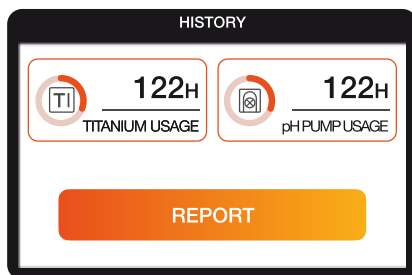 HISTORY
TI
122H
TITANIUM USAGE
122H
pH PUMP USAGE
REPORT